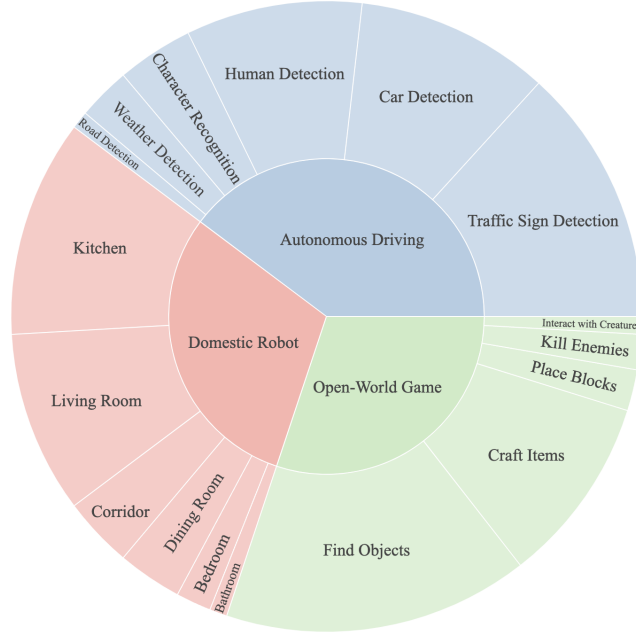 Human Detection
Car Detection
Character Recognition
Weather Detection
Road Detection
Traffic Sign Detection
Autonomous Driving
Kitchen
Domestic Robot
Living Room
Corridor
Dining Room
Bedroom
Bathroom
Open-World Game
Interact with Creature
Kill Enemies
Place Blocks
Craft Items
Find Objects